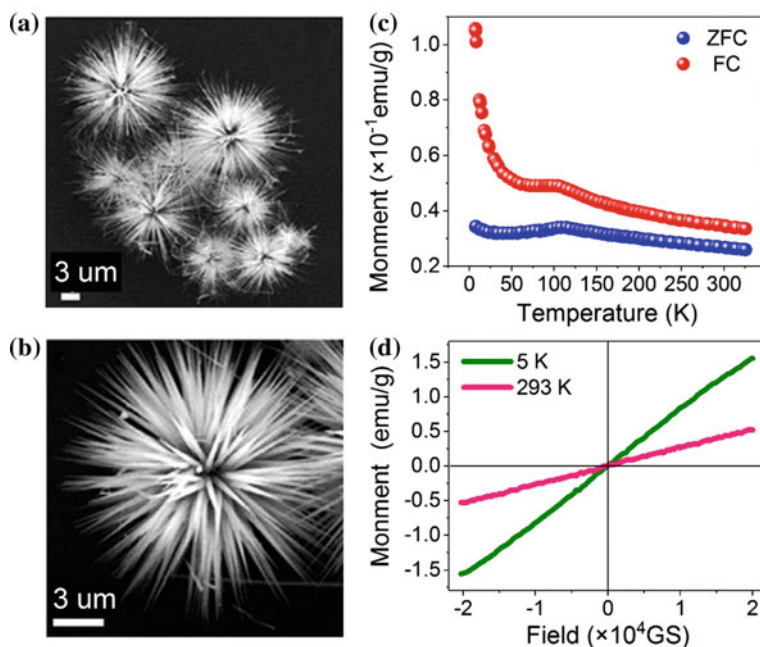 (a)
3 um
(b)
3 um
(c)
ZFC
FC
Monment (×10⁻¹ emu/g)
1.0
0.8
0.6
0.4
0.2
0 50 100 150 200 250 300
Temperature (K)
(d)
5 K
293 K
Monment (emu/g)
1.5
1.0
0.5
0.0
-0.5
-1.0
-1.5
-2 -1 0 1 2
Field (×10⁴GS)